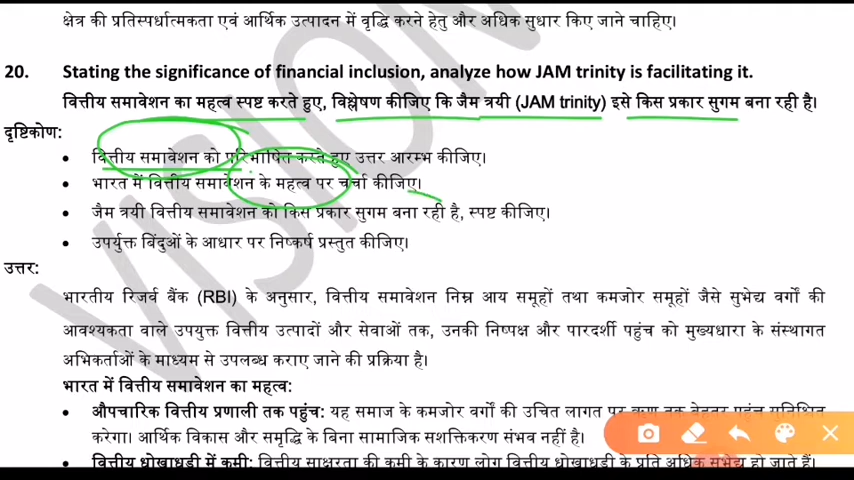 क्षेत्र की प्रतिस्पर्धात्मकता एवं आर्थिक उत्पादन में वृद्धि करने हेतु और अधिक सुधार किए जाने चाहिए।
20. Stating the significance of financial inclusion, analyze how JAM trinity is facilitating it.
वित्तीय समावेशन का महत्व स्पष्ट करते हुए, विश्लेषण कीजिए कि जैम त्रयी (JAM trinity) इसे किस प्रकार सुगम बना रही है।
दृष्टिकोण:
• वित्तीय समावेशन को परिभाषित करते हुए उत्तर आरम्भ कीजिए।
• भारत में वित्तीय समावेशन के महत्व पर चर्चा कीजिए।
• जैम त्रयी वित्तीय समावेशन को किस प्रकार सुगम बना रही है, स्पष्ट कीजिए।
• उपर्युक्त बिंदुओं के आधार पर निष्कर्ष प्रस्तुत कीजिए।
उत्तर:
भारतीय रिजर्व बैंक (RBI) के अनुसार, वित्तीय समावेशन निम्न आय समूहों तथा कमजोर समूहों जैसे सुभेद्य वर्गों की
आवश्यकता वाले उपयुक्त वित्तीय उत्पादों और सेवाओं तक, उनकी निष्पक्ष और पारदर्शी पहुंच को मुख्यधारा के संस्थागत
अभिकर्ताओं के माध्यम से उपलब्ध कराए जाने की प्रक्रिया है।
भारत में वित्तीय समावेशन का महत्व:
• औपचारिक वित्तीय प्रणाली तक पहुंच: यह समाज के कमजोर वर्गों की उचित लागत पर ऋण तक बेहतर पहुंच सुनिश्चित
करेगा। आर्थिक विकास और समृद्धि के बिना सामाजिक सशक्तिकरण संभव नहीं है।
• वित्तीय धोखाधड़ी में कमी: वित्तीय साक्षरता की कमी के कारण लोग वित्तीय धोखाधड़ी के प्रति अधिक सुभेद्य हो जाते हैं।
VISION